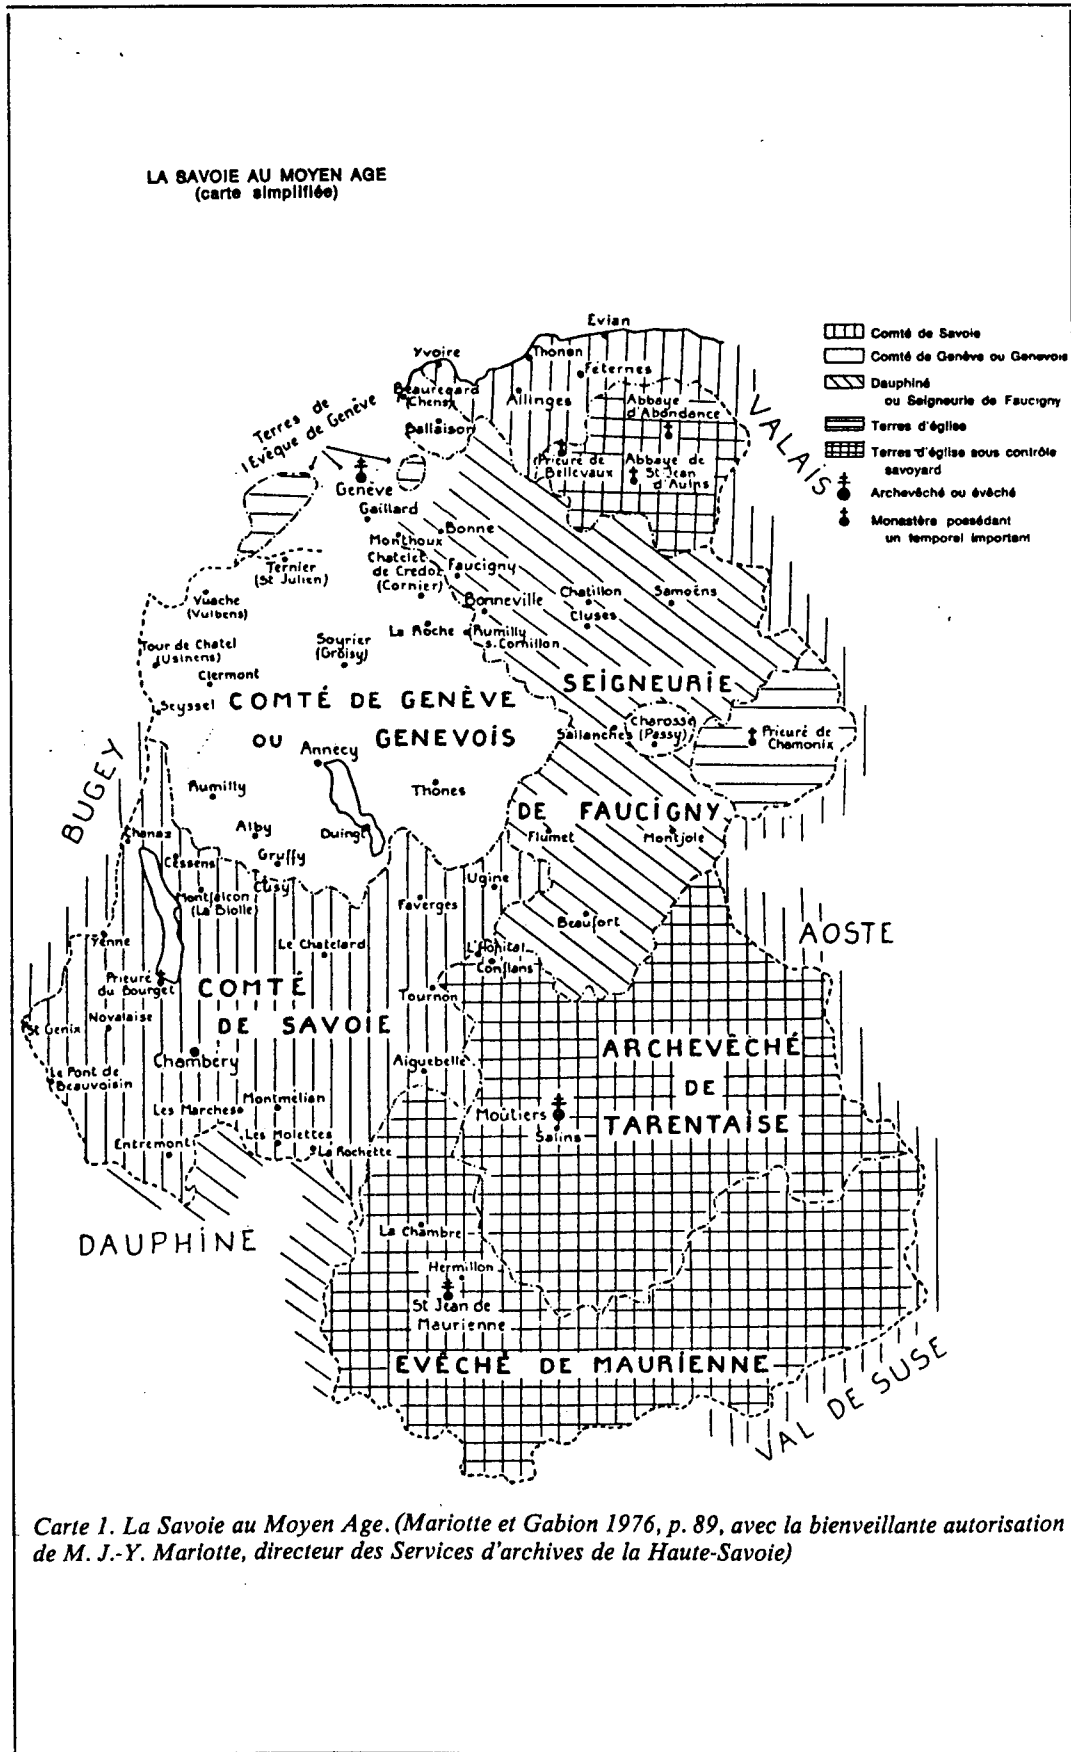 LA SAVOIE AU MOYEN AGE
(carte simplifiée)
Comté de Savoie
Comté de Genève ou Genevois
Dauphiné
ou Seigneurie de Faucigny
Terres d'église
Terres d'église sous contrôle
savoyard
Archevêché ou évêché
Monastère possédant
un temporel important
Evian
Thonon
Yvoire
Feternes
Beauregard
(Chens)
Allinges
Abbaye
d'Abondance
VALAIS
Terres de
l'Evêque de Genève
Ballaison
Prieuré de
Bellevaux
Abbaye de
St Jean
d'Aulps
Genève
Gaillard
Bonne
Monthoux
Ternier
(St Julien)
Chatelet
de Credoz
(Cornier)
Faucigny
Vuache
(Vulbens)
Bonneville
Chatillon
Samoëns
Cluses
La Roche
Rumilly
s. Cornillon
Tour de Chatel
(Usinens)
Soyrier
(Groisy)
Clermont
SEIGNEURIE
Seyssel
COMTÉ DE GENÈVE
OU GENEVOIS
Charosse
(Passy)
Sallanches
Prieuré de
Chamonix
Annecy
BUGEY
Rumilly
Thônes
DE FAUCIGNY
Flumet
Montjoie
Alby
Duingt
Chanaz
Cessens
Gruffy
Cusy
Ugine
Montfalcon
(La Biolle)
Faverges
Beaufort
AOSTE
Yenne
Le Chatelard
L'Hopital
Conflans
Prieuré
du Bourget
COMTÉ
DE SAVOIE
Tournon
St Genix
Novalaise
ARCHEVÊCHÉ
DE
TARENTAISE
Chambéry
Aiguebelle
Le Pont de
Beauvoisin
Les Marches
Montmélian
Moûtiers
Salins
Entremont
Les Molettes
La Rochette
DAUPHINE
La Chambre
Hermillon
St Jean de
Maurienne
EVÊCHÉ DE MAURIENNE
VAL DE SUSE
Carte 1. La Savoie au Moyen Age. (Mariotte et Gabion 1976, p. 89, avec la bienveillante autorisation
de M. J.-Y. Mariotte, directeur des Services d'archives de la Haute-Savoie)